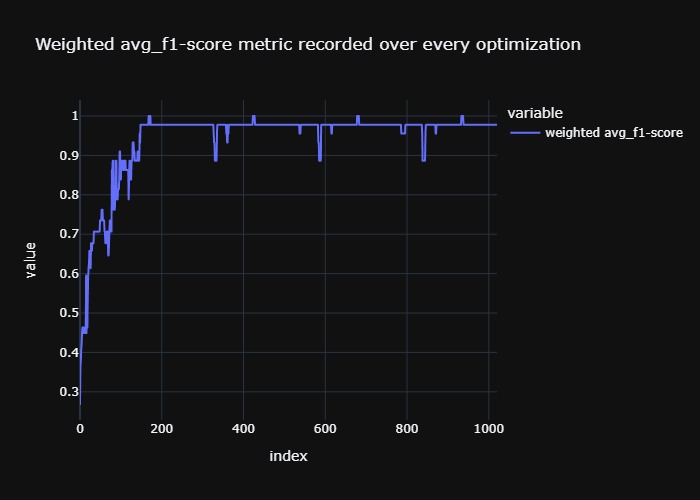 Weighted avg_f1-score metric recorded over every optimization
variable
weighted avg_f1-score
value
1
0.9
0.8
0.7
0.6
0.5
0.4
0.3
0 200 400 600 800 1000
index